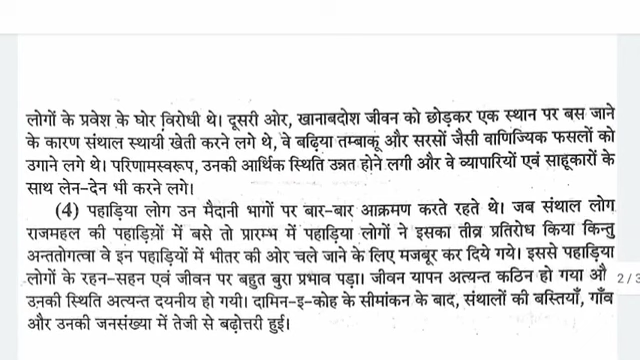 लोगों के प्रवेश के घोर विरोधी थे। दूसरी ओर, खानाबदोश जीवन को छोड़कर एक स्थान पर बस जाने
के कारण संथाल स्थायी खेती करने लगे थे, वे बढ़िया तम्बाकू और सरसों जैसी वाणिज्यिक फसलों को
उगाने लगे थे। परिणामस्वरूप, उनकी आर्थिक स्थिति उन्नत होने लगी और वे व्यापारियों एवं साहूकारों के
साथ लेन-देन भी करने लगे।
(4) पहाड़िया लोग उन मैदानी भागों पर बार-बार आक्रमण करते रहते थे। जब संथाल लोग
राजमहल की पहाड़ियों में बसे तो प्रारम्भ में पहाड़िया लोगों ने इसका तीव्र प्रतिरोध किया किन्तु
अन्ततोगत्वा वे इन पहाड़ियों में भीतर की ओर चले जाने के लिए मजबूर कर दिये गये। इससे पहाड़िया
लोगों के रहन-सहन एवं जीवन पर बहुत बुरा प्रभाव पड़ा। जीवन यापन अत्यन्त कठिन हो गया औ 2/3
उनकी स्थिति अत्यन्त दयनीय हो गयी। दामिन-इ-कोह के सीमांकन के बाद, संथालों की बस्तियाँ, गाँव
और उनकी जनसंख्या में तेजी से बढ़ोत्तरी हुई।